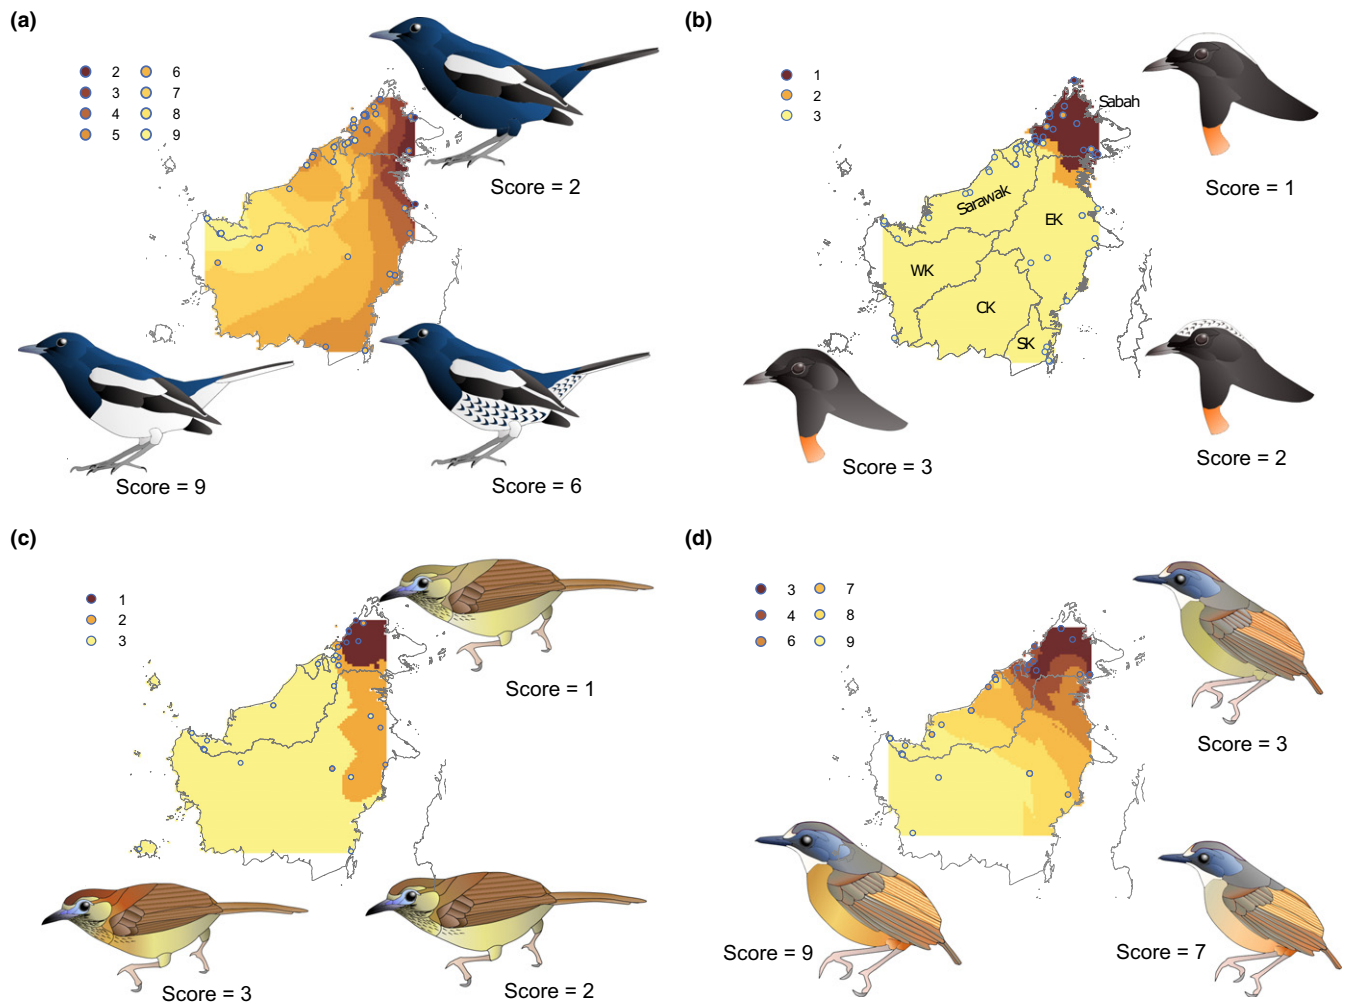 (a)
2 6
3 7
4 8
5 9
Score = 2
Score = 9
Score = 6
(b)
1
2
3
Sabah
Sarawak
EK
WK
CK
SK
Score = 1
Score = 3
Score = 2
(c)
1
2
3
Score = 1
Score = 3
Score = 2
(d)
3 7
4 8
6 9
Score = 3
Score = 9
Score = 7